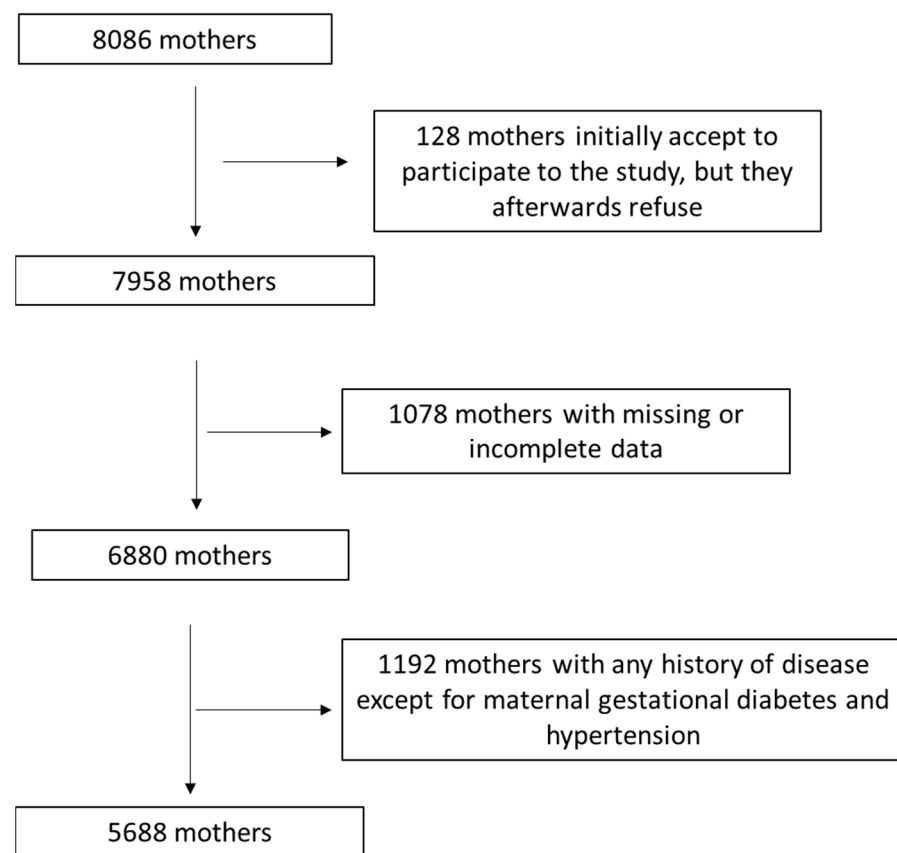 8086 mothers
128 mothers initially accept to
participate to the study, but they
afterwards refuse
7958 mothers
1078 mothers with missing or
incomplete data
6880 mothers
1192 mothers with any history of disease
except for maternal gestational diabetes and
hypertension
5688 mothers